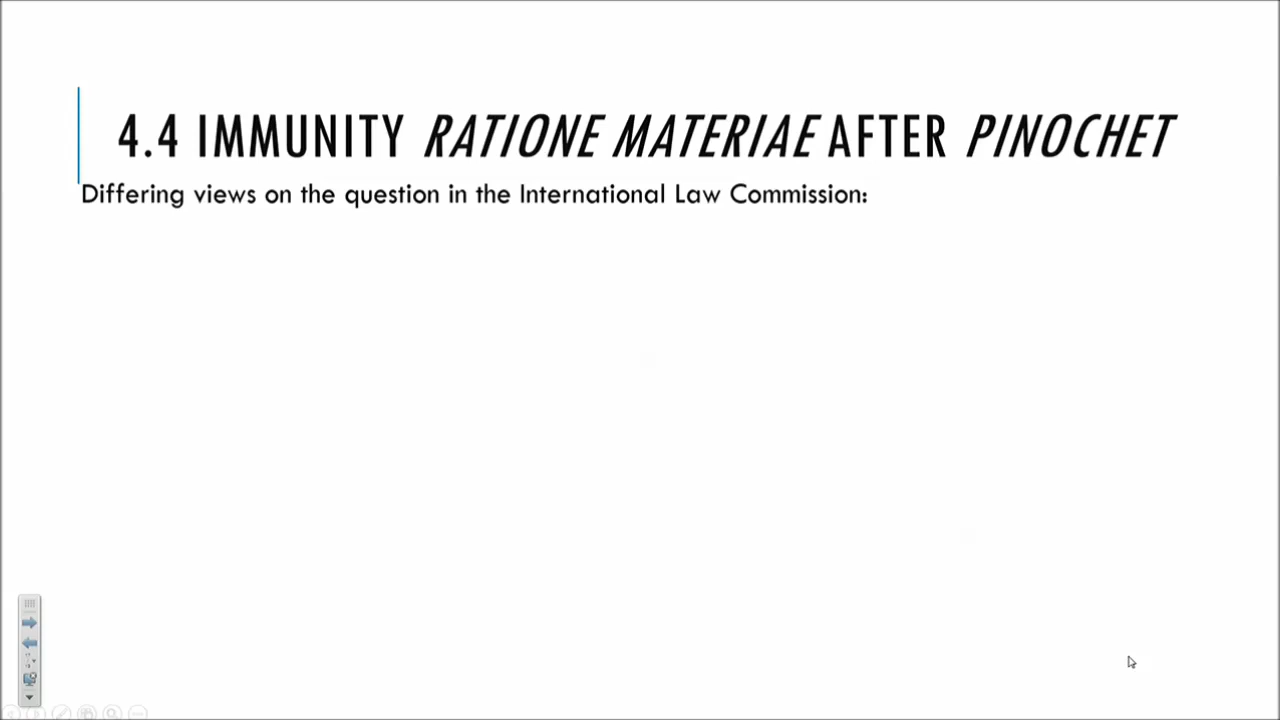 4.4 IMMUNITY RATIONE MATERIAE AFTER PINOCHET
Differing views on the question in the International Law Commission: